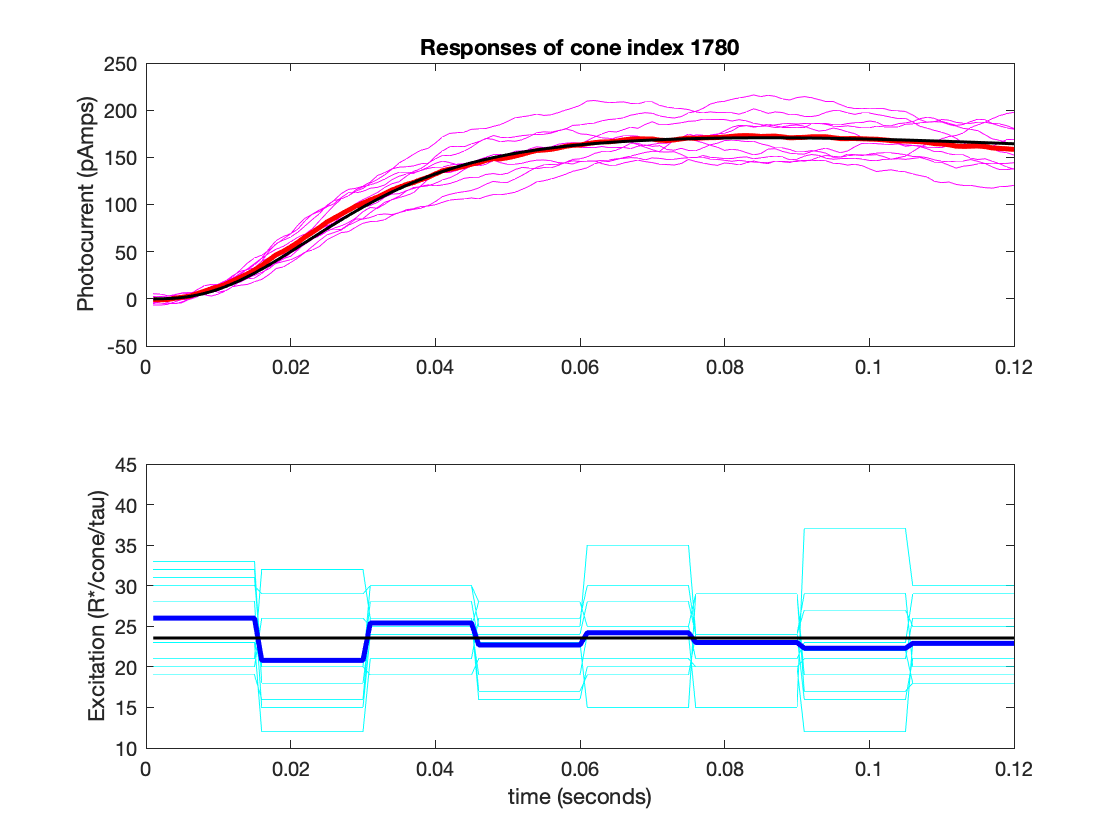 Responses of cone index 1780
Photocurrent (pAmps)
250
200
150
100
50
0
-50
0 0.02 0.04 0.06 0.08 0.1 0.12
Excitation (R*/cone/tau)
45
40
35
30
25
20
15
10
0 0.02 0.04 0.06 0.08 0.1 0.12
time (seconds)